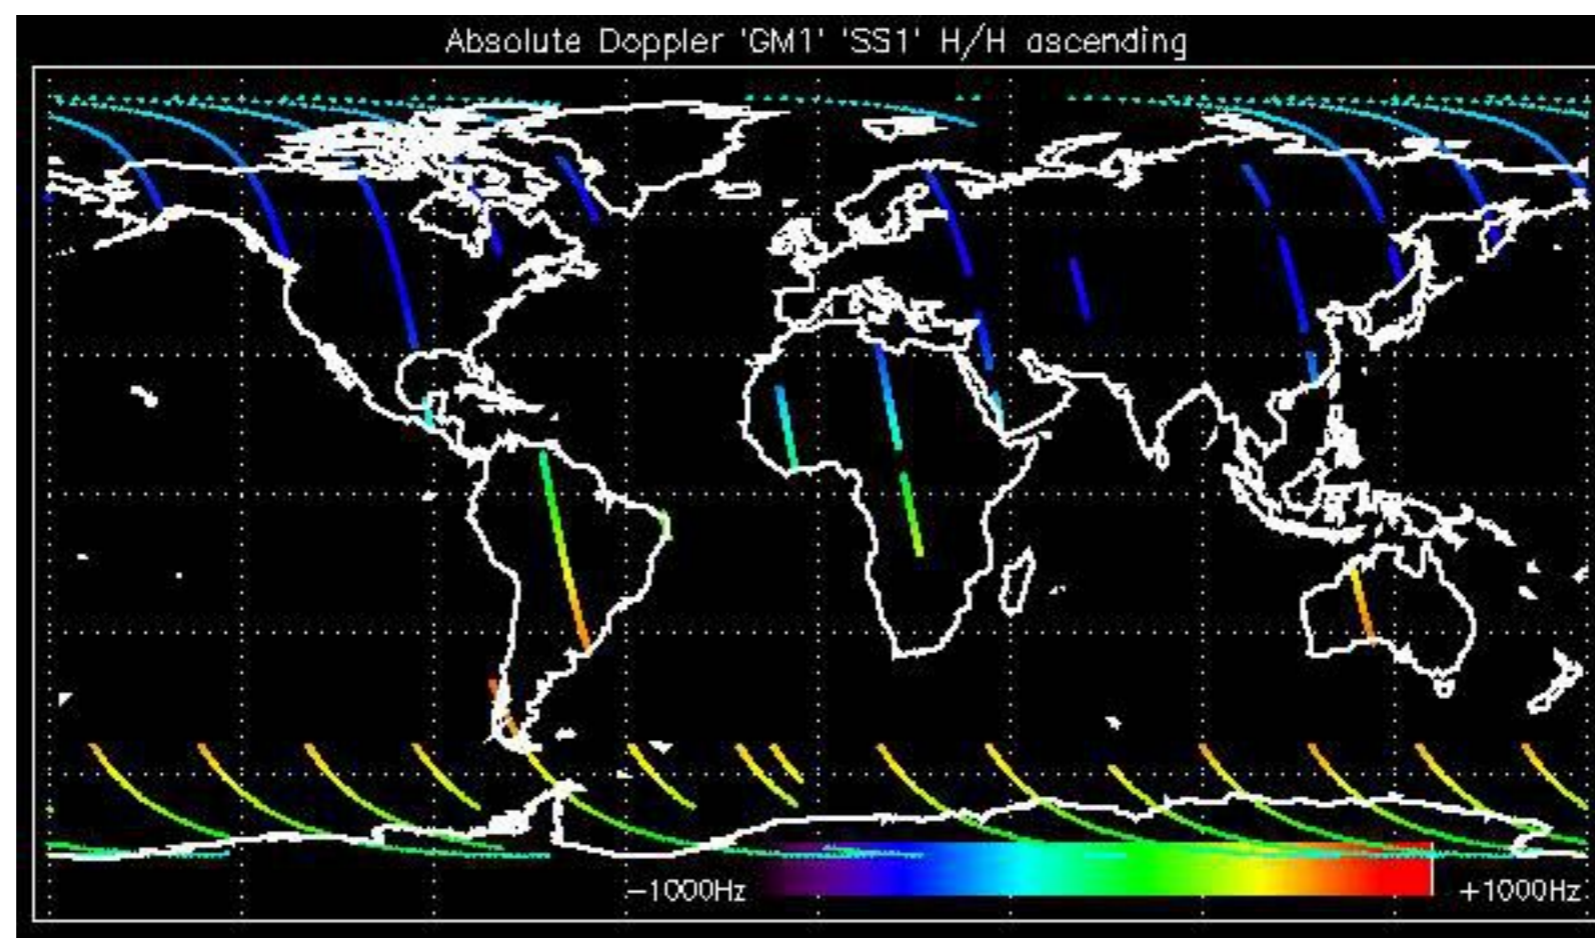 Absolute Doppler 'GM1' 'SS1' H/H ascending
−1000Hz
+1000Hz